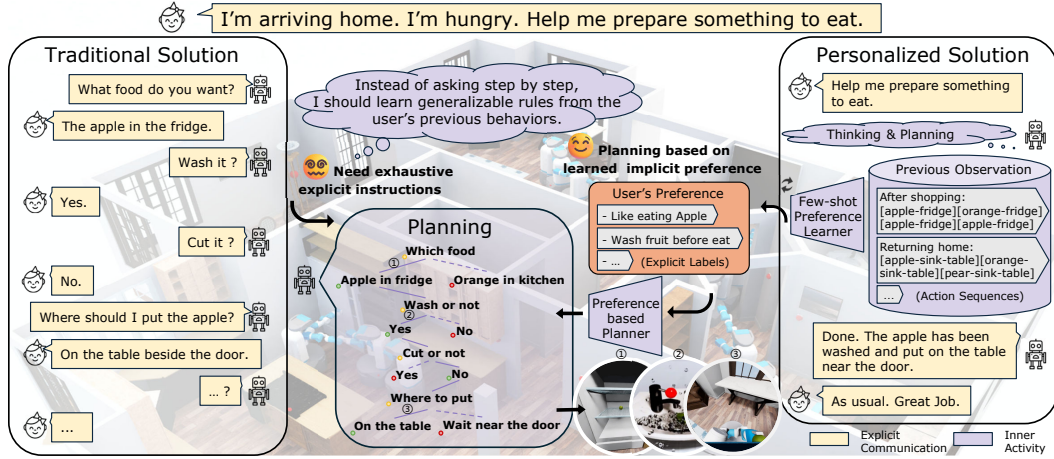 I'm arriving home. I'm hungry. Help me prepare something to eat.
Traditional Solution
What food do you want?
The apple in the fridge.
Wash it ?
Yes.
Cut it ?
No.
Where should I put the apple?
On the table beside the door.
... ?
...
Instead of asking step by step,
I should learn generalizable rules from the
user's previous behaviors.
Need exhaustive
explicit instructions
Planning based on
learned implicit preference
Planning
Which food
①
Apple in fridge
Orange in kitchen
Wash or not
②
Yes
No
Cut or not
Yes
No
Where to put
③
On the table
Wait near the door
User's Preference
- Like eating Apple
- Wash fruit before eat
- ...
(Explicit Labels)
Preference
based
Planner
①
②
③
Few-shot
Preference
Learner
Personalized Solution
Help me prepare something
to eat.
Thinking & Planning
Previous Observation
After shopping:
[apple-fridge][orange-fridge]
[apple-fridge][apple-fridge]
Returning home:
[apple-sink-table][orange-
sink-table][pear-sink-table]
...
(Action Sequences)
Done. The apple has been
washed and put on the table
near the door.
As usual. Great Job.
Explicit
Communication
Inner
Activity